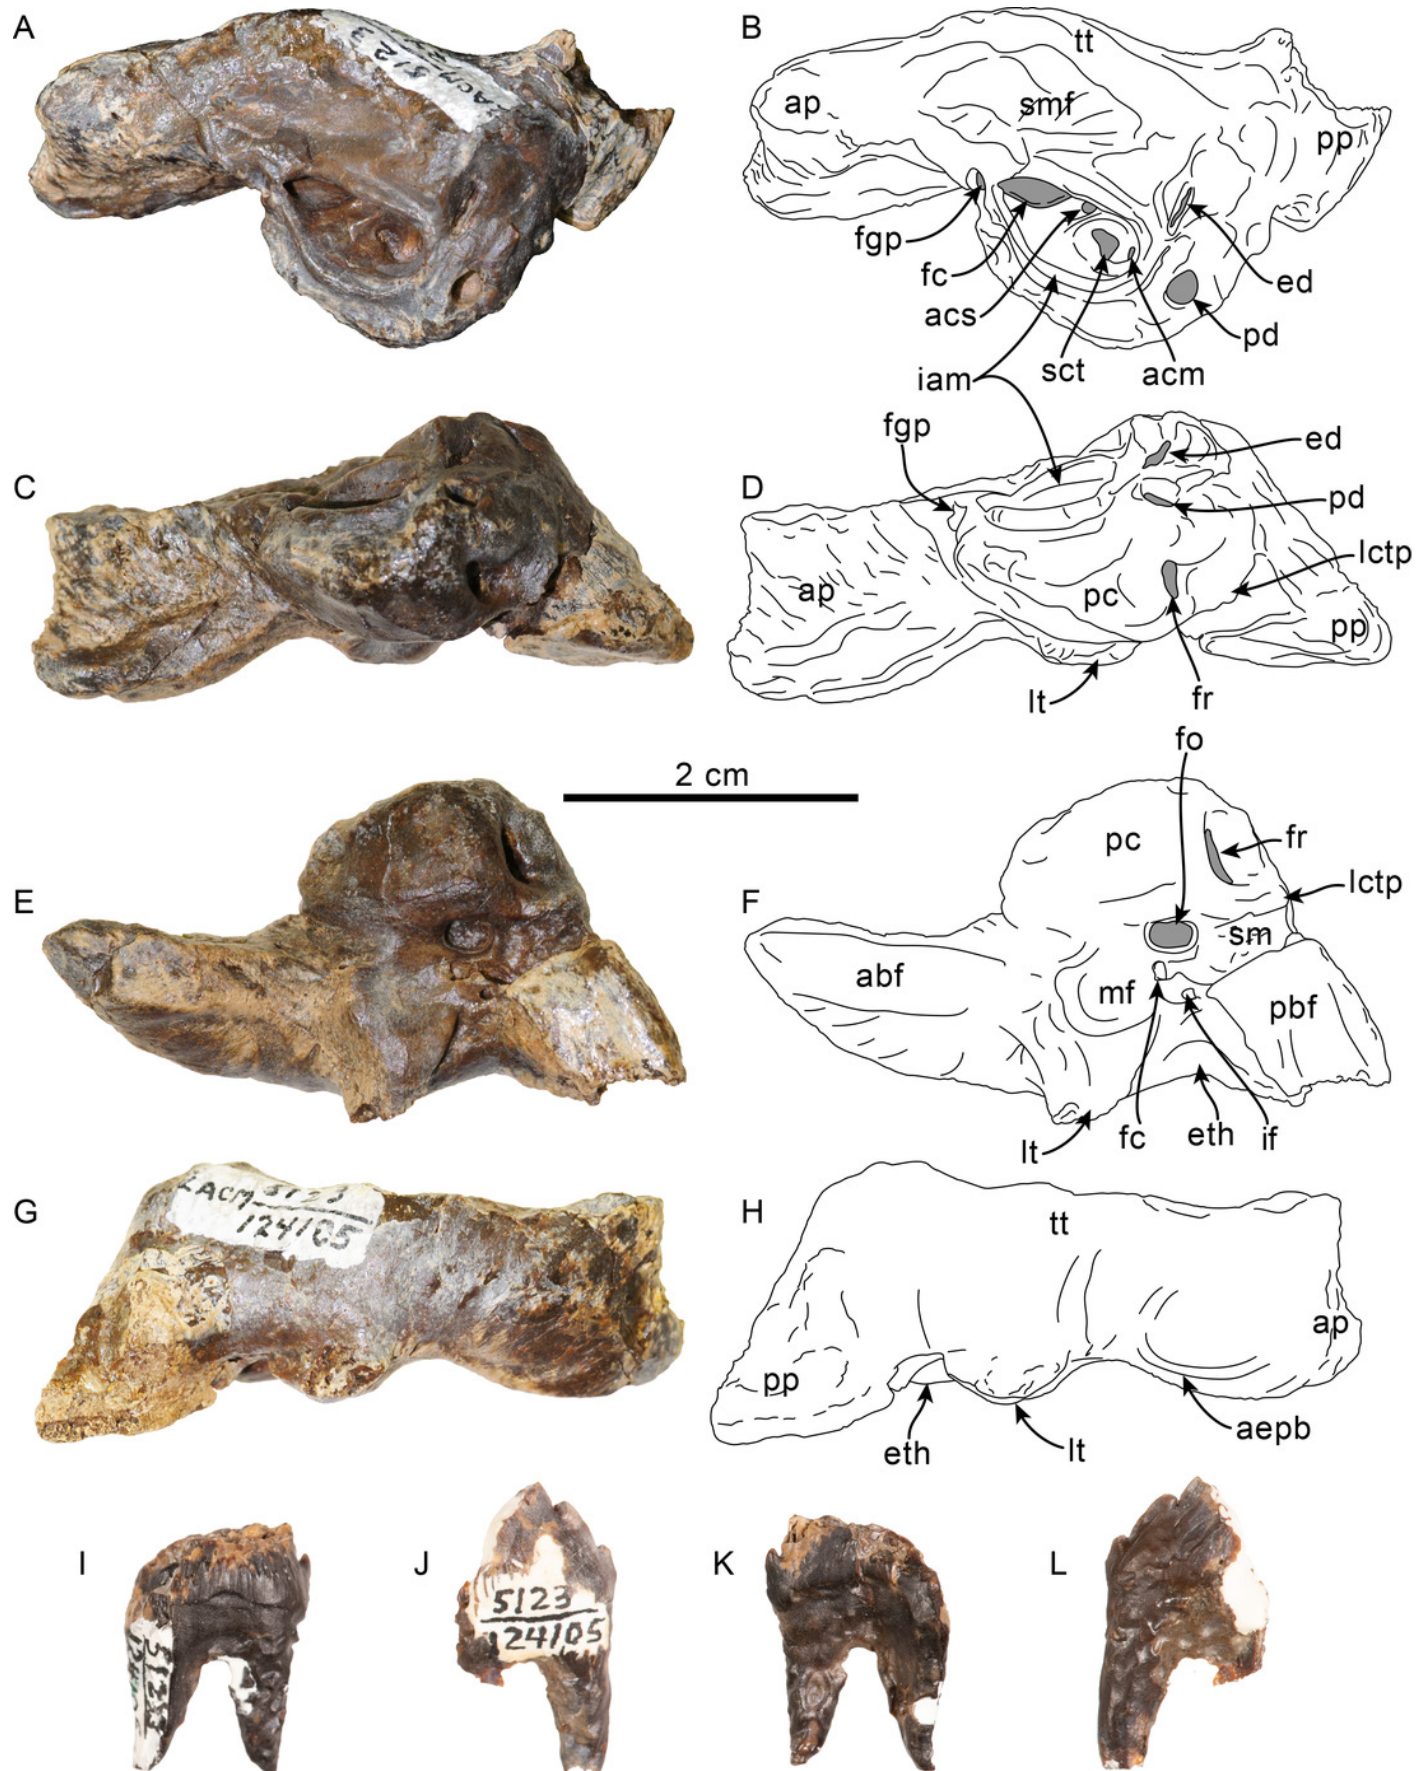 A
B
tt
ap
smf
pp
fgp
fc
acs
iam
sct
acm
ed
pd
C
D
fgp
ed
pd
lctp
ap
pc
pp
lt
fr
2 cm
fo
E
F
pc
fr
lctp
sm
abf
mf
pbf
lt
fc
eth
if
G
LACM 5123
124105
H
tt
ap
pp
eth
lt
aepb
I
J
K
L
5123
5123
124105